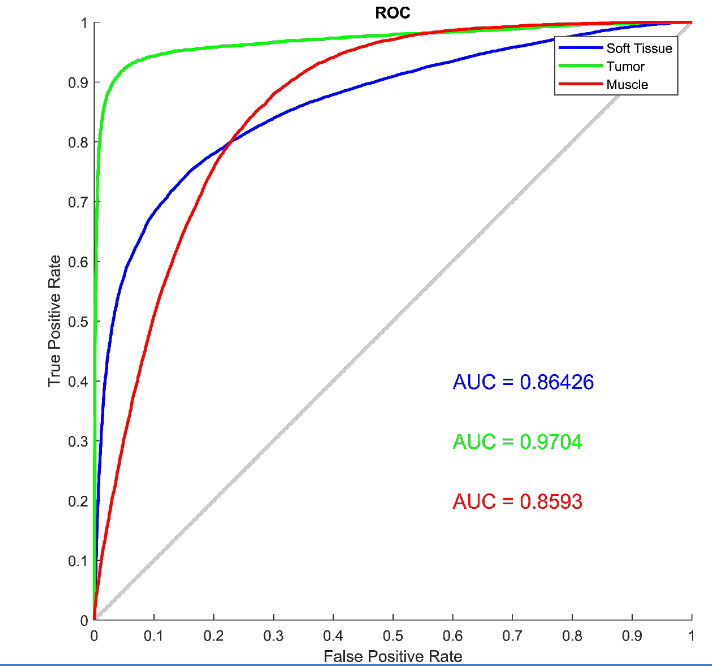 ROC
1
0.9
0.8
0.7
0.6
0.5
0.4
0.3
0.2
0.1
0
True Positive Rate
Soft Tissue
Tumor
Muscle
AUC = 0.86426
AUC = 0.9704
AUC = 0.8593
0 0.1 0.2 0.3 0.4 0.5 0.6 0.7 0.8 0.9 1
False Positive Rate